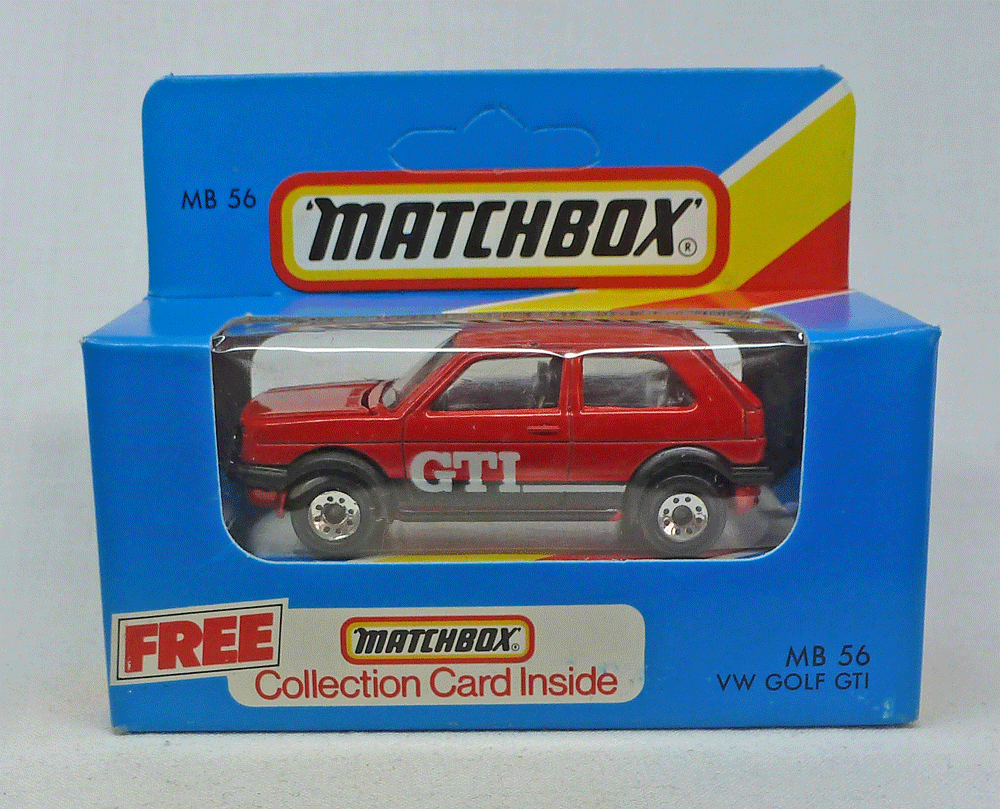 MB 56
'MATCHBOX'®
GTI
FREE
'MATCHBOX'®
Collection Card Inside
MB 56
VW GOLF GTI